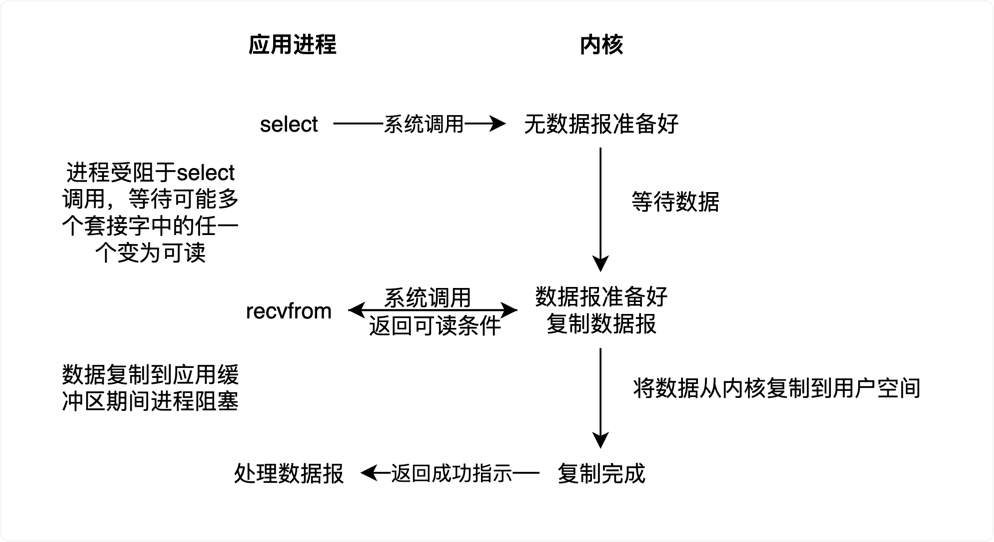 应用进程
内核
select
系统调用
无数据报准备好
进程受阻于select
调用，等待可能多
个套接字中的任一
个变为可读
等待数据
recvfrom
系统调用
返回可读条件
数据报准备好
复制数据报
数据复制到应用缓
冲区期间进程阻塞
将数据从内核复制到用户空间
处理数据报
返回成功指示
复制完成